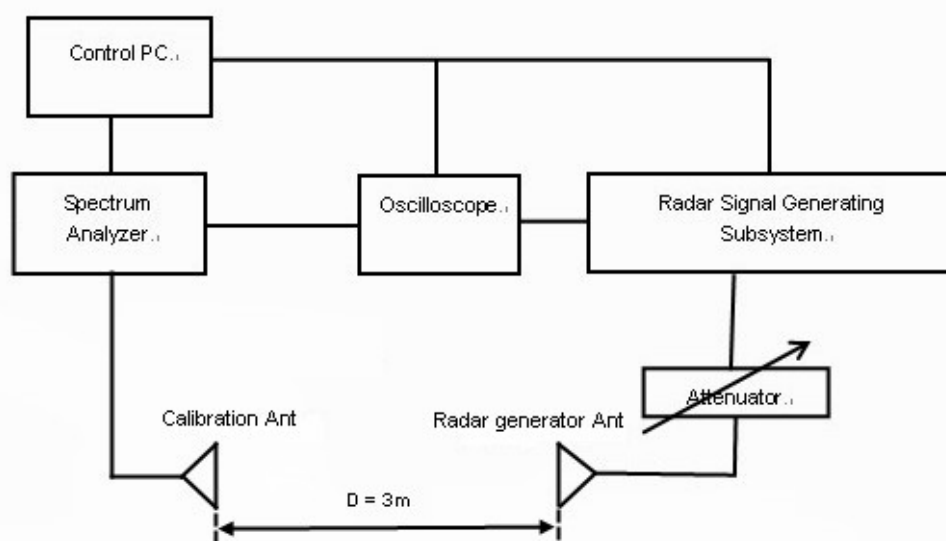 Control PC
Spectrum
Analyzer
Oscilloscope
Radar Signal Generating
Subsystem
Attenuator
Calibration Ant
Radar generator Ant
D = 3m